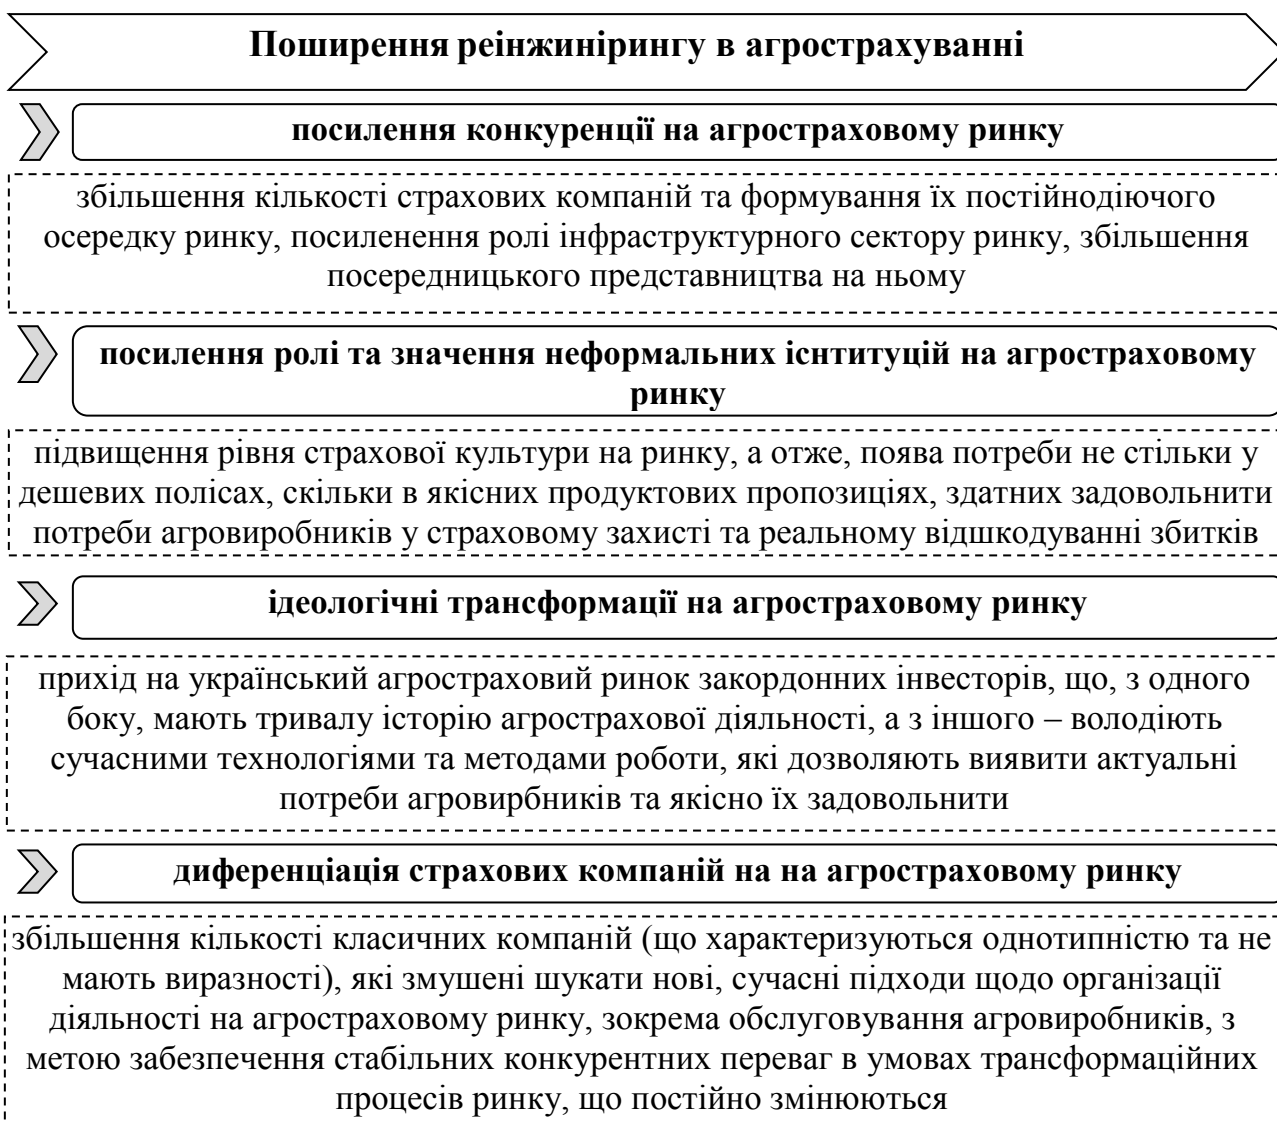 Поширення реінжинірингу в агрострахуванні
посилення конкуренції на агростраховому ринку
збільшення кількості страхових компаній та формування їх постійнодіючого
осередку ринку, посиленення ролі інфраструктурного сектору ринку, збільшення
посередницького представництва на ньому
посилення ролі та значення неформальних існтитуцій на агростраховому
ринку
підвищення рівня страхової культури на ринку, а отже, поява потреби не стільки у
дешевих полісах, скільки в якісних продуктових пропозиціях, здатних задовольнити
потреби агровиробників у страховому захисті та реальному відшкодуванні збитків
ідеологічні трансформації на агростраховому ринку
прихід на український агростраховий ринок закордонних інвесторів, що, з одного
боку, мають тривалу історію агрострахової діяльності, а з іншого – володіють
сучасними технологіями та методами роботи, які дозволяють виявити актуальні
потреби агровирбників та якісно їх задовольнити
диференціація страхових компаній на на агростраховому ринку
збільшення кількості класичних компаній (що характеризуються однотипністю та не
мають виразності), які змушені шукати нові, сучасні підходи щодо організації
діяльності на агростраховому ринку, зокрема обслуговування агровиробників, з
метою забезпечення стабільних конкурентних переваг в умовах трансформаційних
процесів ринку, що постійно змінюються